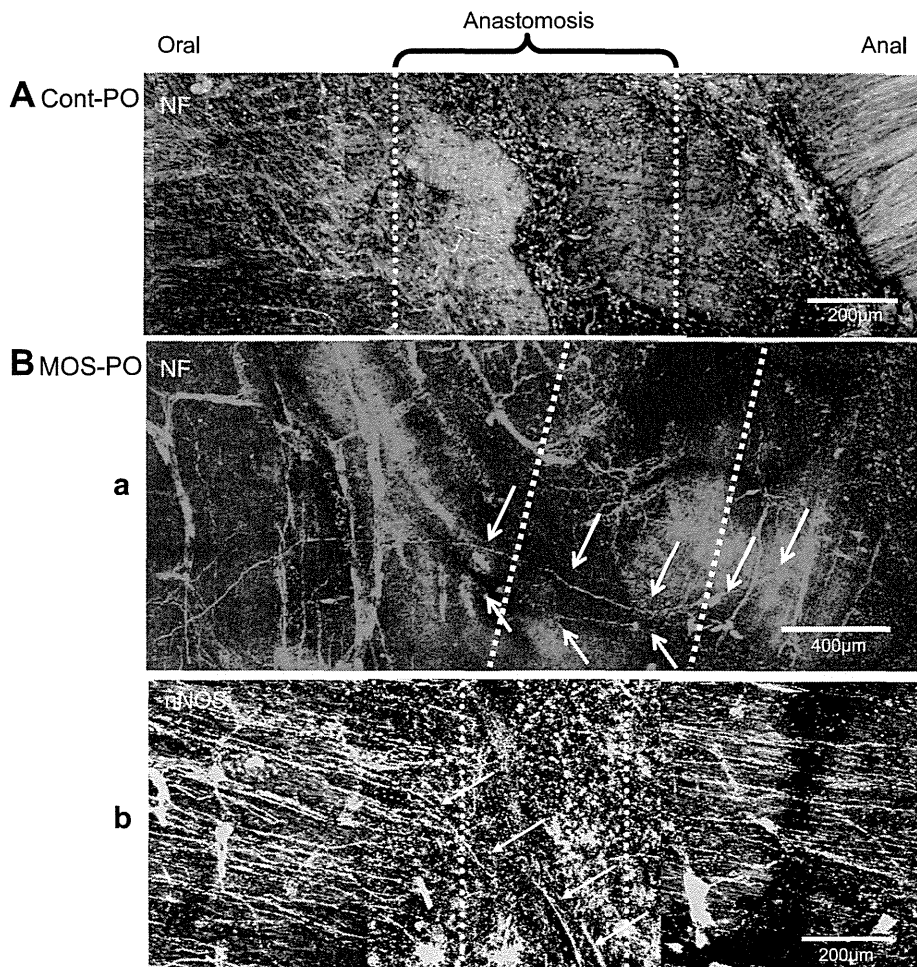 Anastomosis
Oral
Anal
A Cont-PO
NF
200μm
B MOS-PO
NF
a
400μm
nNOS
b
200μm